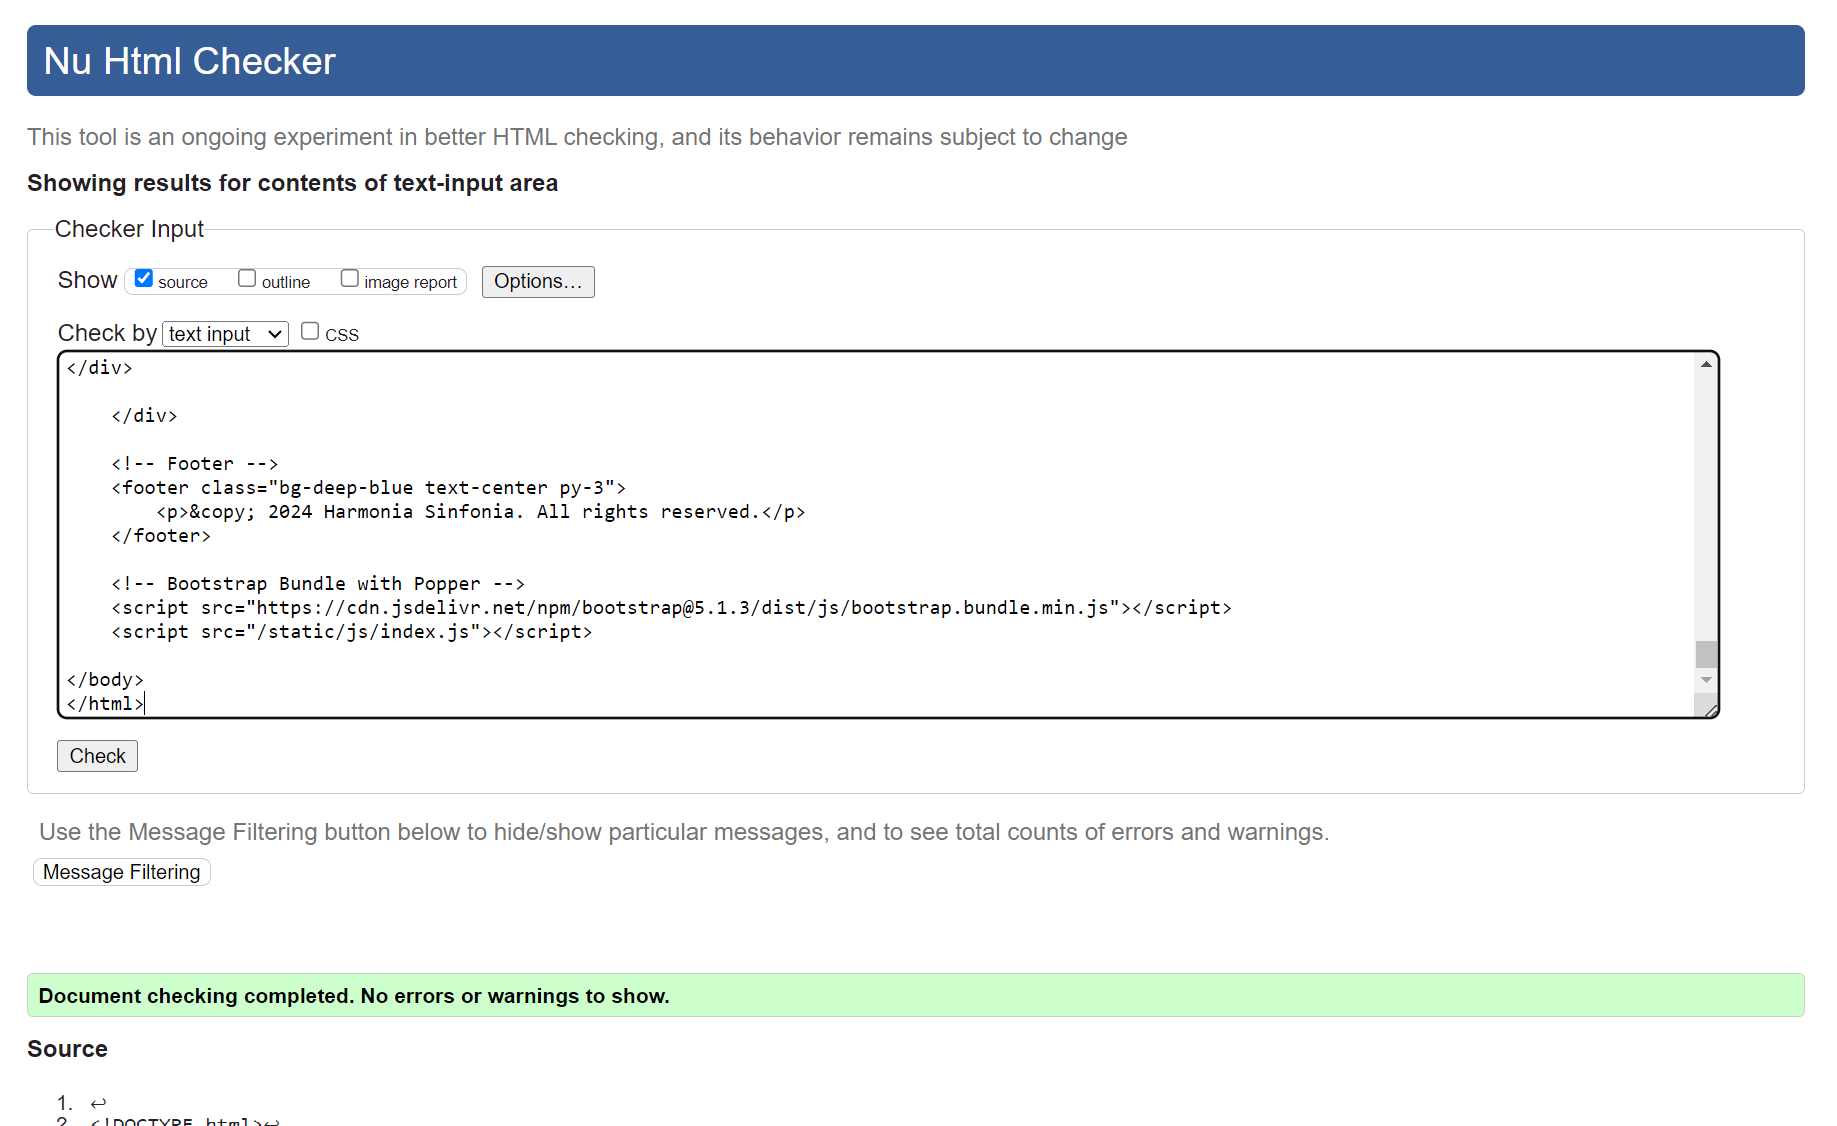 Nu Html Checker
This tool is an ongoing experiment in better HTML checking, and its behavior remains subject to change
Showing results for contents of text-input area
Checker Input
Show source outline image report Options...
Check by text input CSS
</div>
</div>
<!-- Footer -->
<footer class="bg-deep-blue text-center py-3">
<p>&copy; 2024 Harmonia Sinfonia. All rights reserved.</p>
</footer>
<!-- Bootstrap Bundle with Popper -->
<script src="https://cdn.jsdelivr.net/npm/bootstrap@5.1.3/dist/js/bootstrap.bundle.min.js"></script>
<script src="/static/js/index.js"></script>
</body>
</html>
Check
Use the Message Filtering button below to hide/show particular messages, and to see total counts of errors and warnings.
Message Filtering
Document checking completed. No errors or warnings to show.
Source
1. ↩
2. <!DOCTYPE html>↩